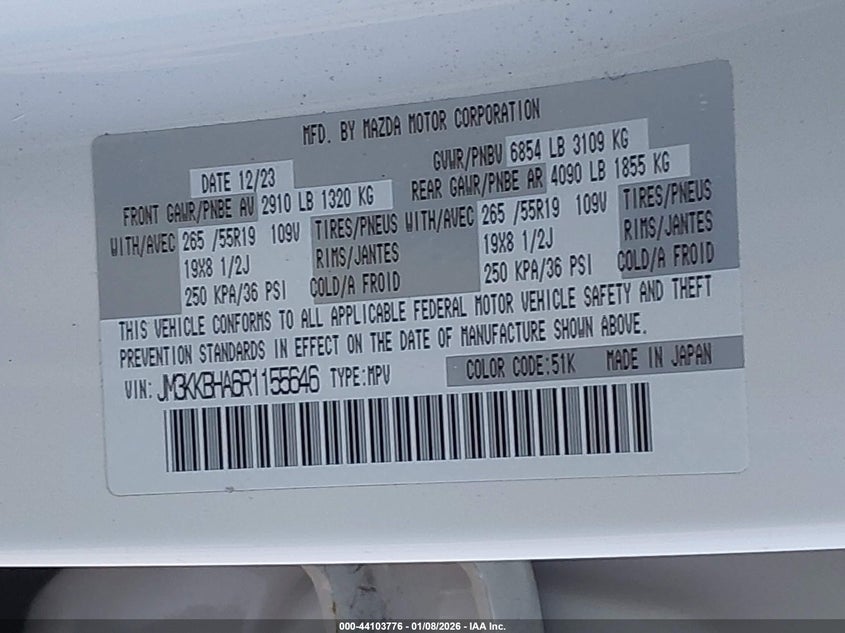 MFD. BY MAZDA MOTOR CORPORATION
DATE 12/23
GVWR/PNBV 6854 LB 3109 KG
FRONT GAWR/PNBE AV 2910 LB 1320 KG
REAR GAWR/PNBE AR 4090 LB 1855 KG
WITH/AVEC 265 /55R19 109V TIRES/PNEUS
19X8 1/2J RIMS/JANTES
250 KPA/36 PSI COLD/A FROID
WITH/AVEC 265 /55R19 109V TIRES/PNEUS
19X8 1/2J RIMS/JANTES
250 KPA/36 PSI COLD/A FROID
THIS VEHICLE CONFORMS TO ALL APPLICABLE FEDERAL MOTOR VEHICLE SAFETY AND THEFT
PREVENTION STANDARDS IN EFFECT ON THE DATE OF MANUFACTURE SHOWN ABOVE.
VIN: JM3KKBHA6R1155646 TYPE:MPV
COLOR CODE:51K MADE IN JAPAN
000-44103776 - 01/08/2026 - IAA Inc.